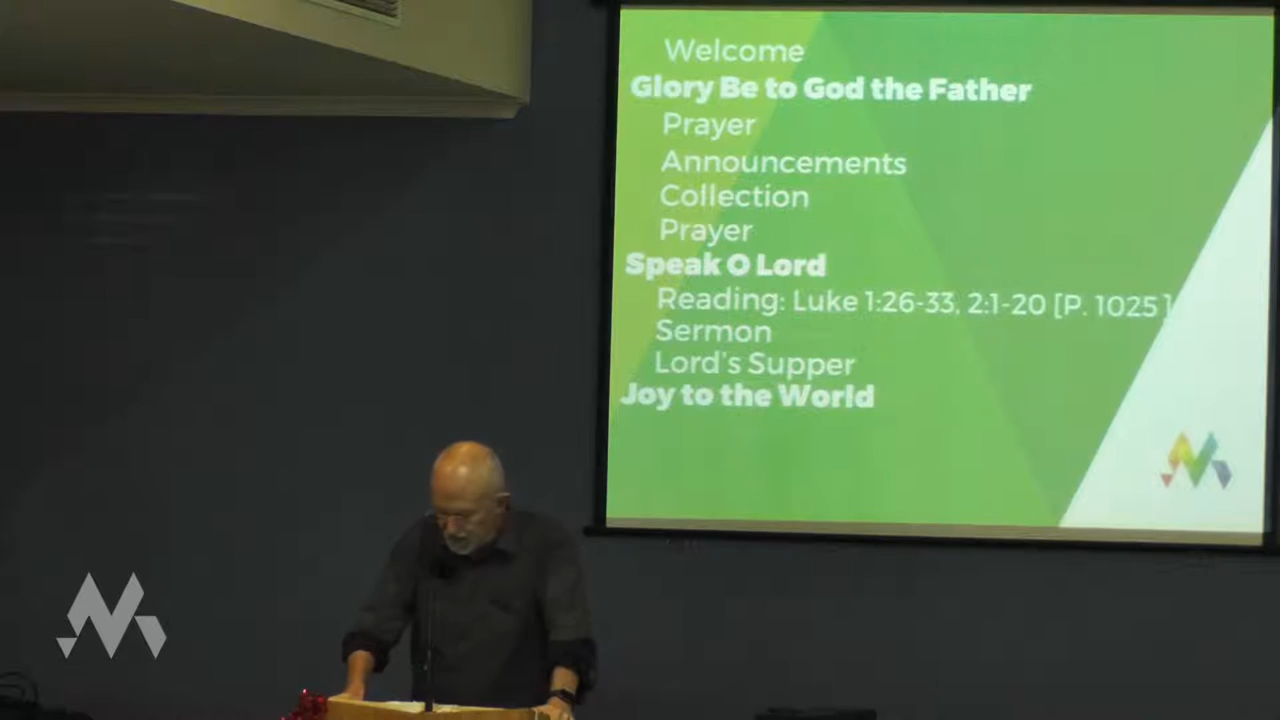 Welcome
Glory Be to God the Father
Prayer
Announcements
Collection
Prayer
Speak O Lord
Reading: Luke 1:26-33, 2:1-20 [P. 1025 ]
Sermon
Lord's Supper
Joy to the World